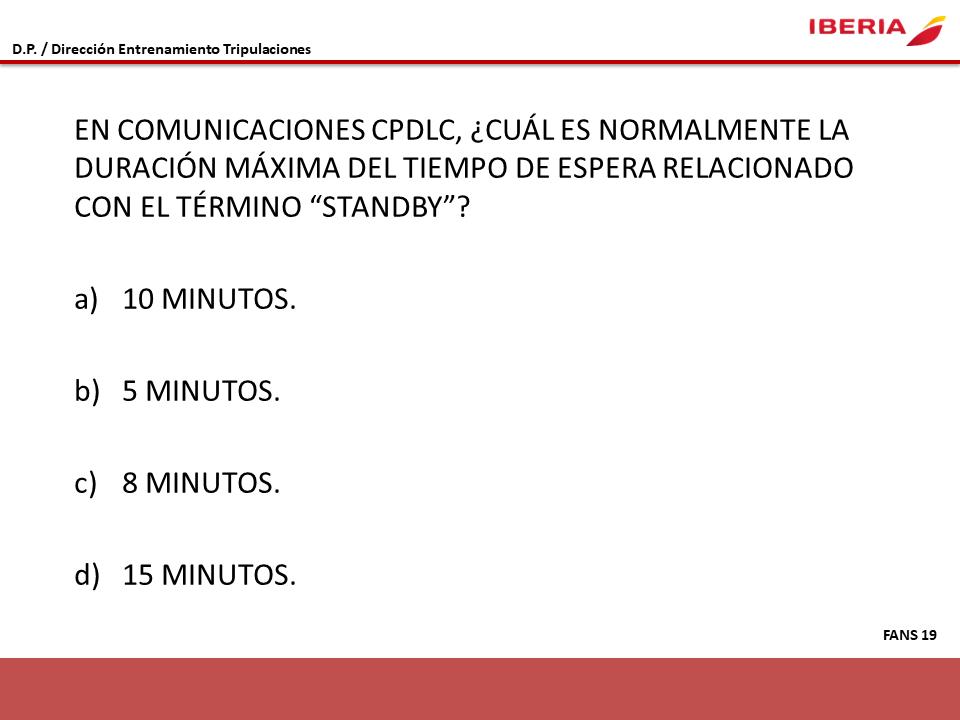 IBERIA
D.P. / Dirección Entrenamiento Tripulaciones
EN COMUNICACIONES CPDLC, ¿CUÁL ES NORMALMENTE LA
DURACIÓN MÁXIMA DEL TIEMPO DE ESPERA RELACIONADO
CON EL TÉRMINO “STANDBY”?
a) 10 MINUTOS.
b) 5 MINUTOS.
c) 8 MINUTOS.
d) 15 MINUTOS.
FANS 19